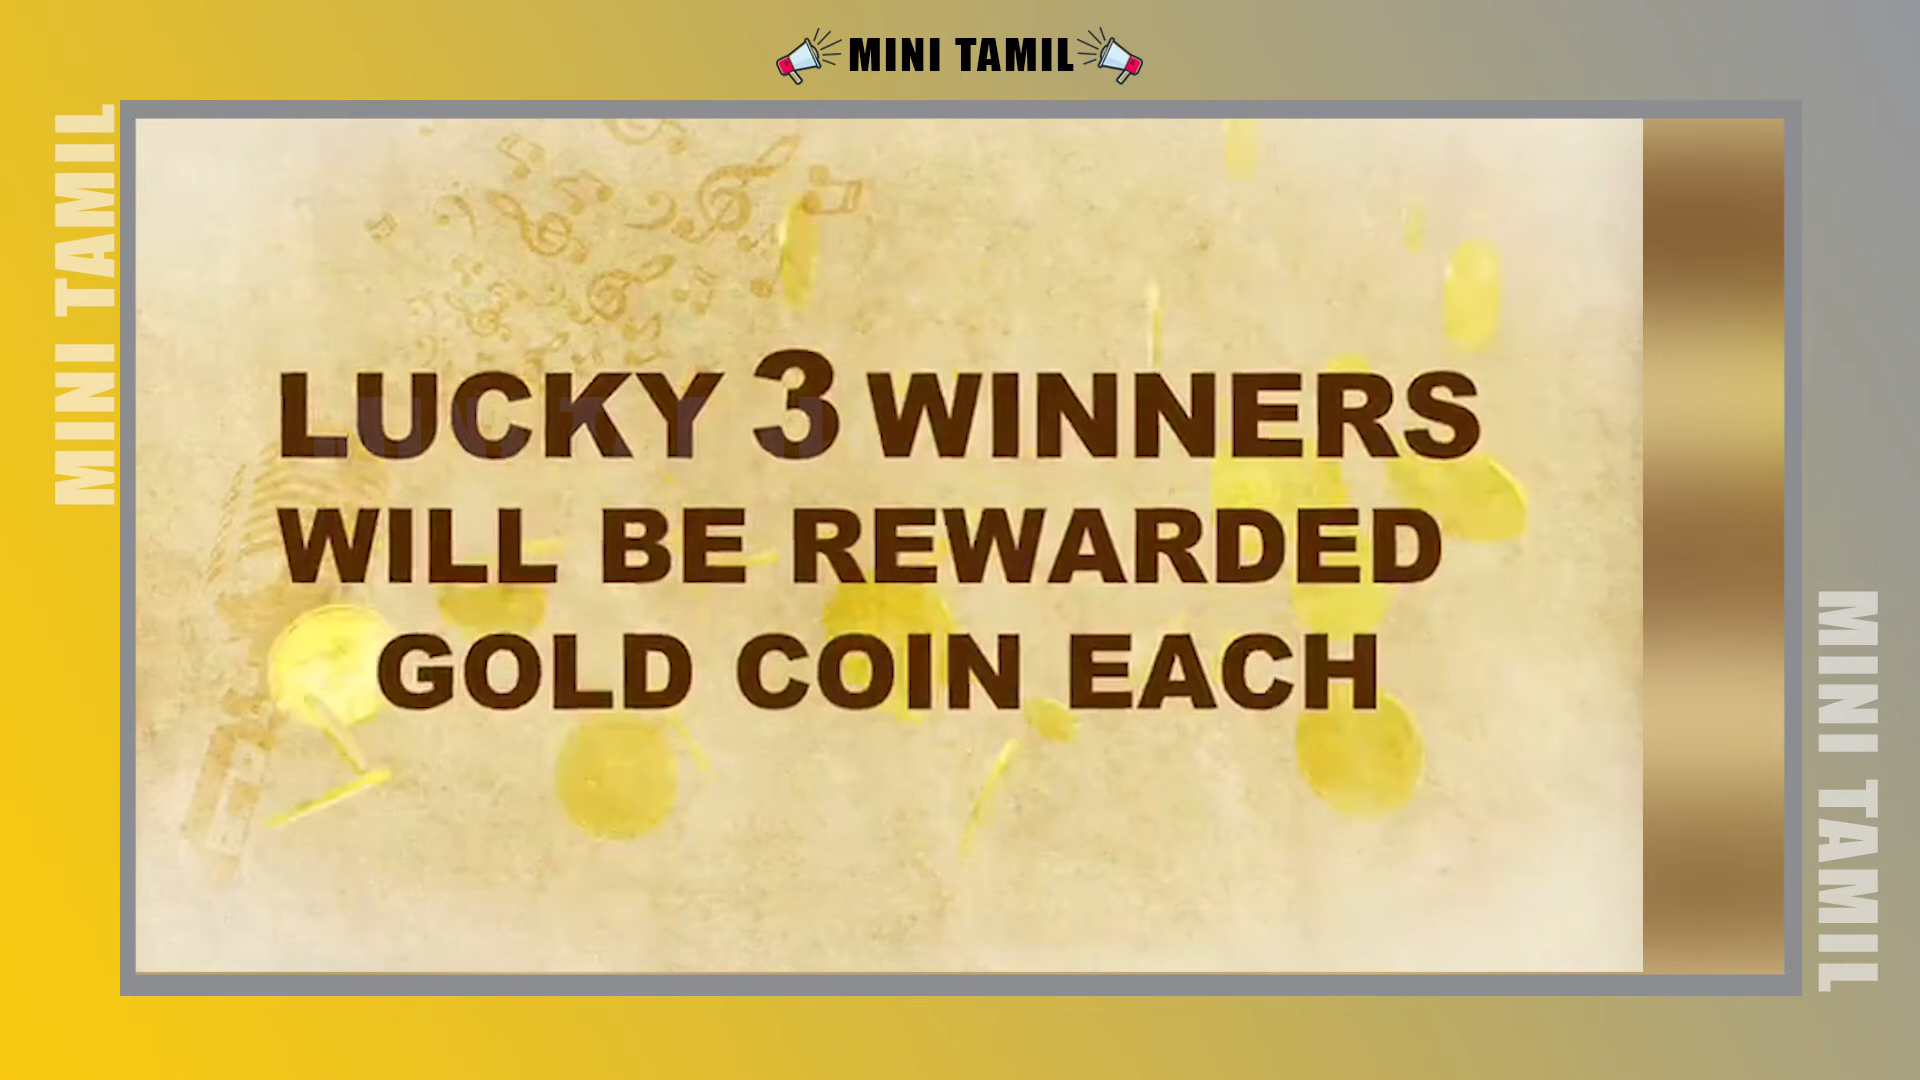 MINI TAMIL
MINI TAMIL
LUCKY 3 WINNERS
WILL BE REWARDED
GOLD COIN EACH
MINI TAMIL